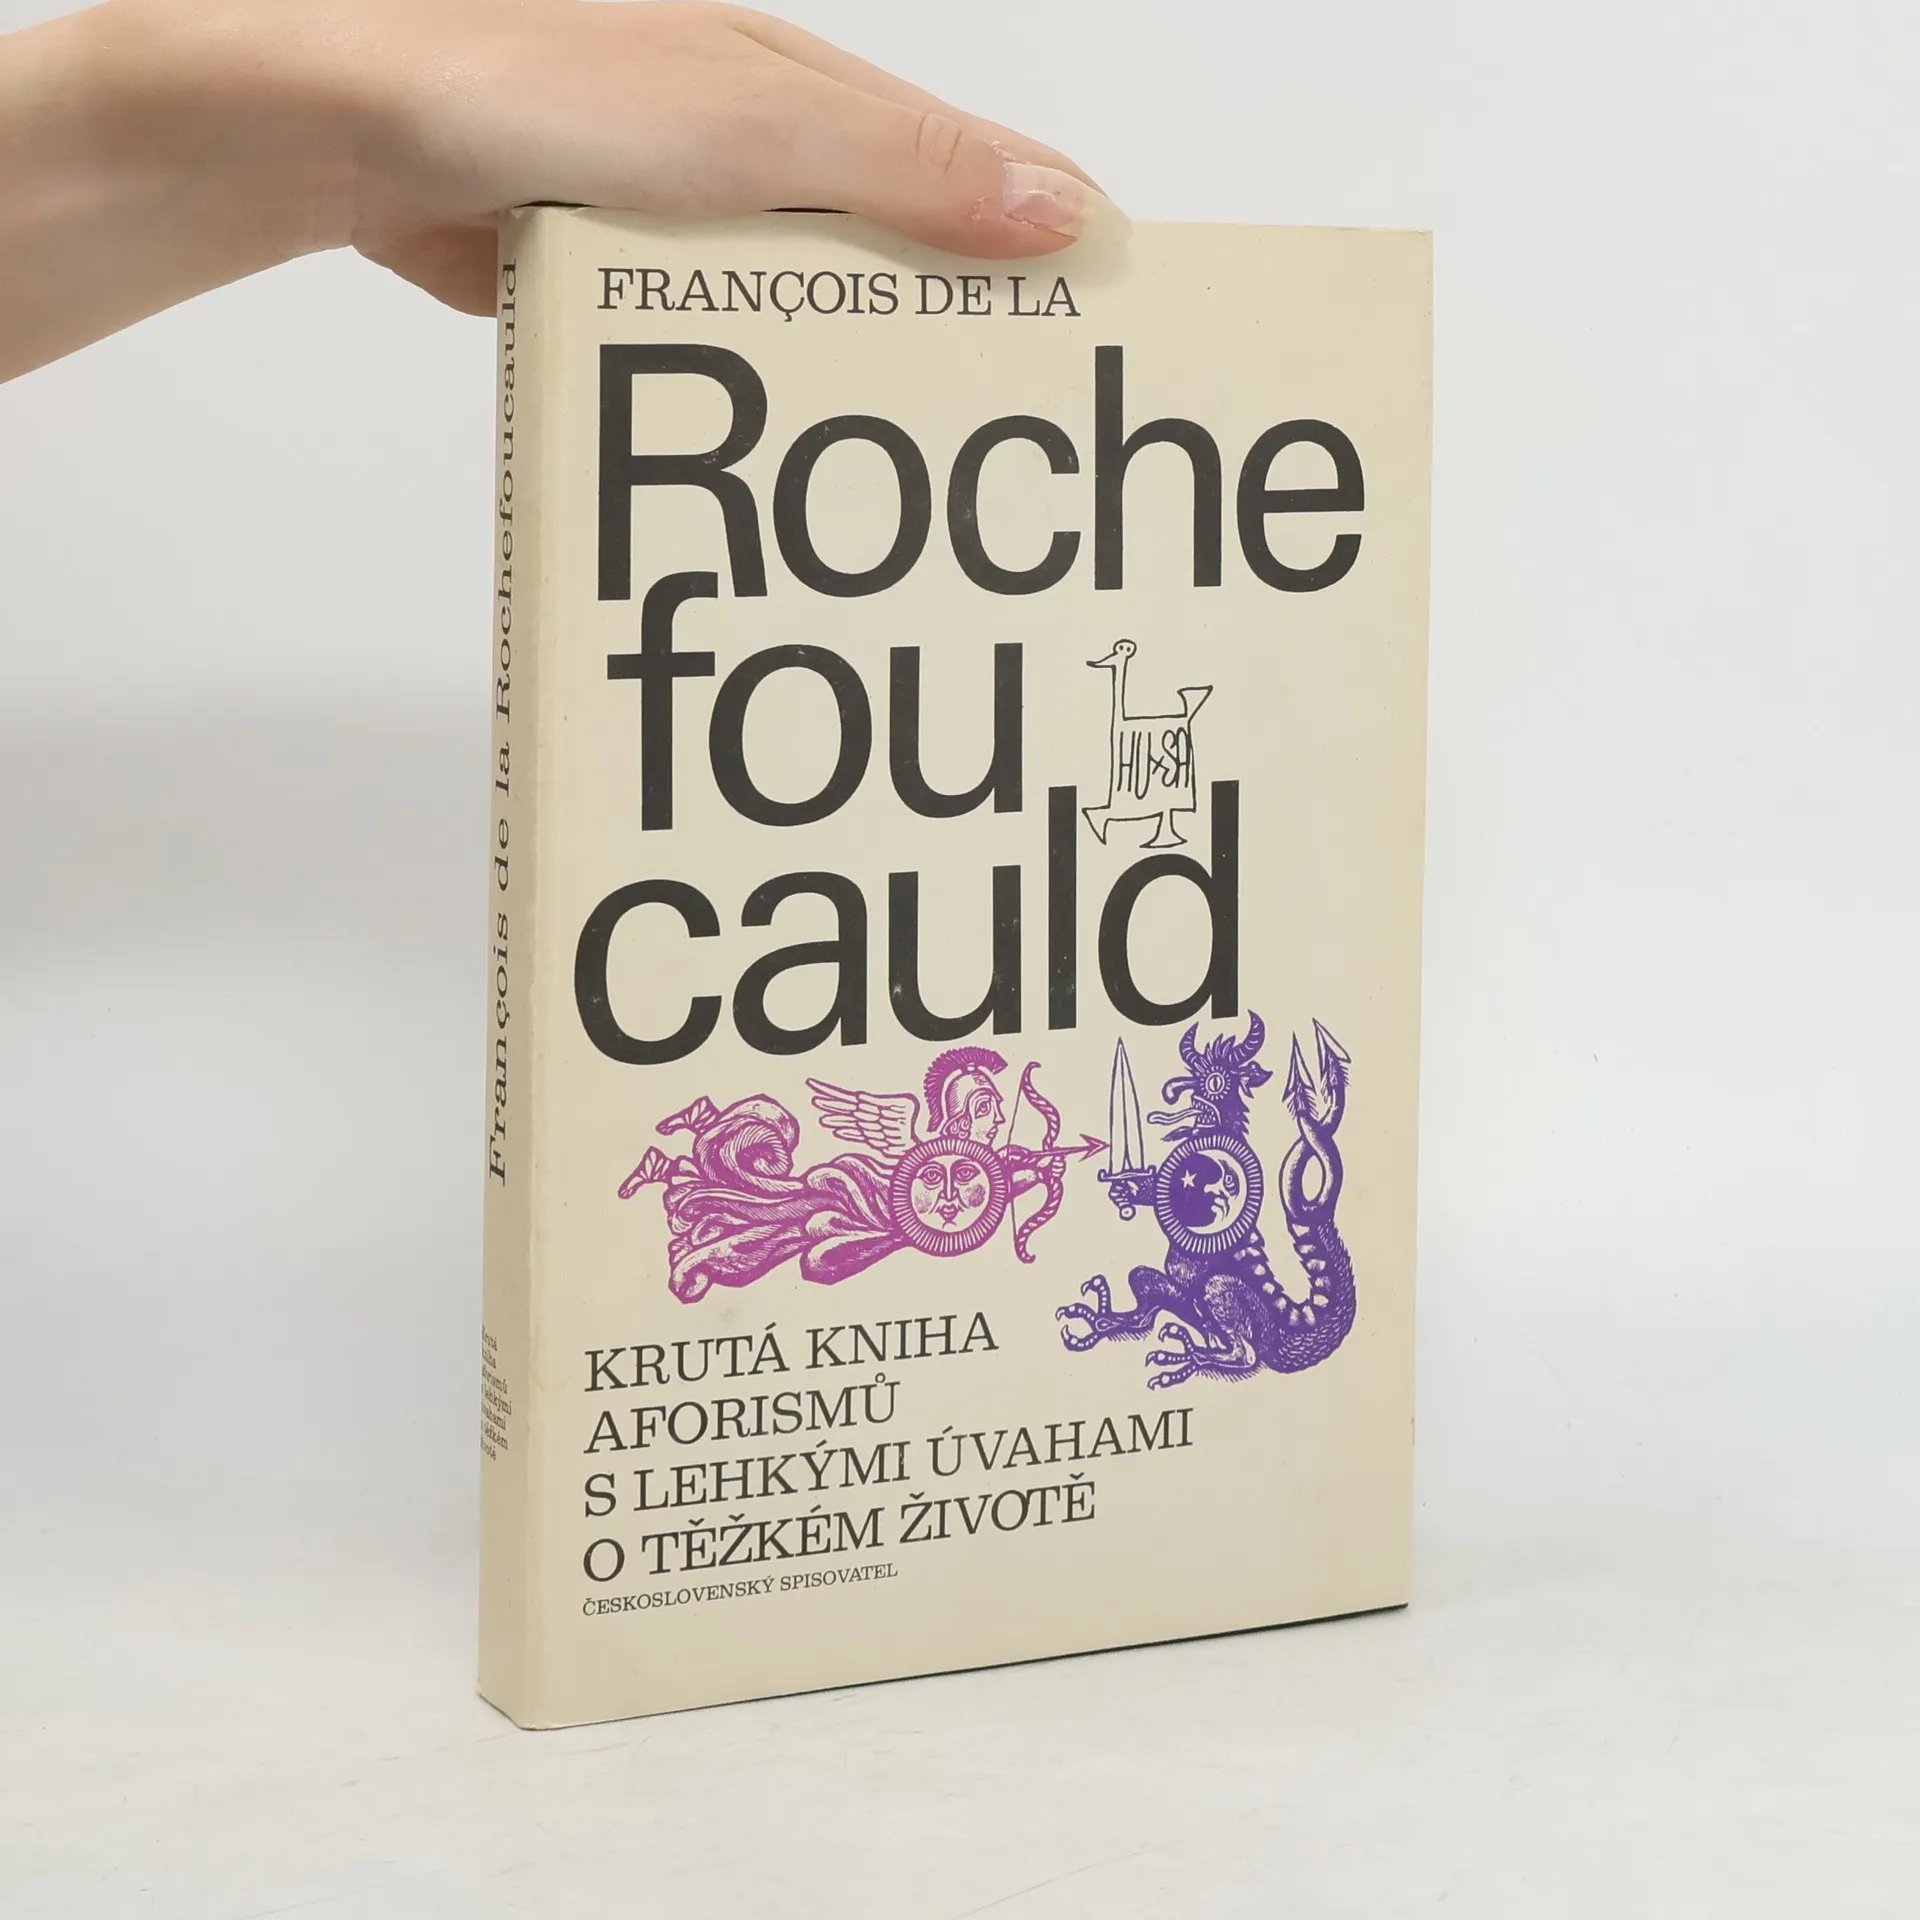 FRANÇOIS DE LA
Roche
fou
HUSA
cauld
KRUTÁ KNIHA
AFORISMŮ
S LEHKÝMI ÚVAHAMI
O TĚŽKÉM ŽIVOTĚ
ČESKOSLOVENSKÝ SPISOVATEL
François de la Rochefoucauld